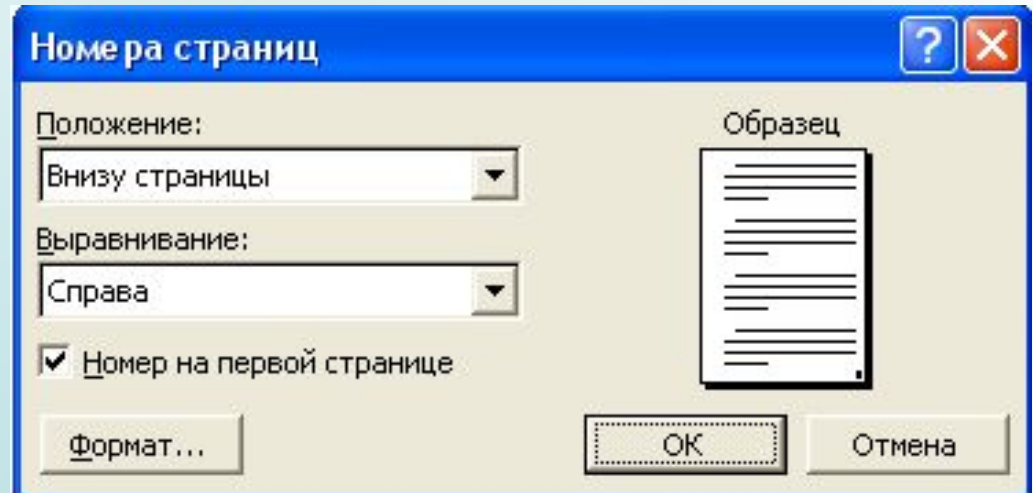 Номера страниц
Положение:
Образец
Внизу страницы
Выравнивание:
Справа
Номер на первой странице
Формат...
ОК
Отмена